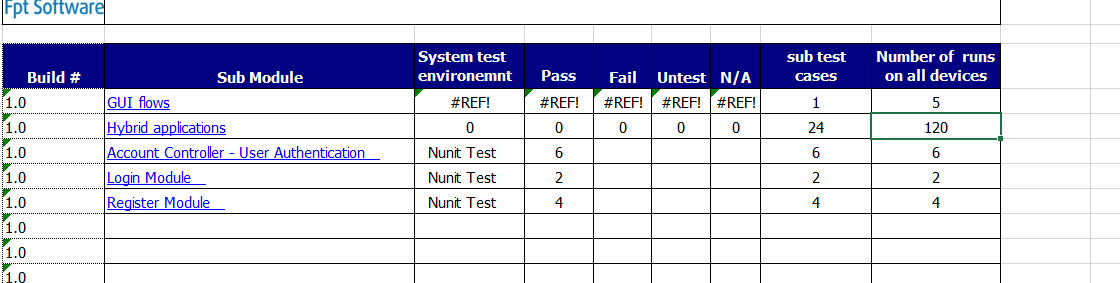 Fpt Software
Build # Sub Module System test environemnt Pass Fail Untest N/A sub test cases Number of runs on all devices
1.0 GUI flows #REF! #REF! #REF! #REF! #REF! 1 5
1.0 Hybrid applications 0 0 0 0 0 24 120
1.0 Account Controller - User Authentication Nunit Test 6 6 6
1.0 Login Module Nunit Test 2 2 2
1.0 Register Module Nunit Test 4 4 4
1.0
1.0
1.0